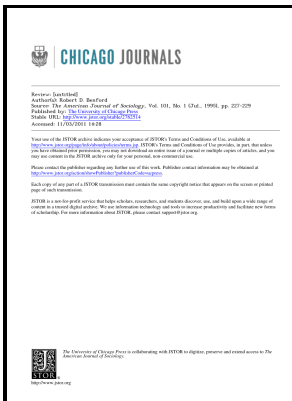 CHICAGO JOURNALS
Review: [untitled]
Author(s): Robert D. Benford
Source: The American Journal of Sociology, Vol. 101, No. 1 (Jul., 1995), pp. 227-229
Published by: The University of Chicago Press
Stable URL: http://www.jstor.org/stable/2782514
Accessed: 11/03/2011 14:28
Your use of the JSTOR archive indicates your acceptance of JSTOR's Terms and Conditions of Use, available at
http://www.jstor.org/page/info/about/policies/terms.jsp. JSTOR's Terms and Conditions of Use provides, in part, that unless
you have obtained prior permission, you may not download an entire issue of a journal or multiple copies of articles, and you
may use content in the JSTOR archive only for your personal, non-commercial use.
Please contact the publisher regarding any further use of this work. Publisher contact information may be obtained at
http://www.jstor.org/action/showPublisher?publisherCode=ucpress.
Each copy of any part of a JSTOR transmission must contain the same copyright notice that appears on the screen or printed
page of such transmission.
JSTOR is a not-for-profit service that helps scholars, researchers, and students discover, use, and build upon a wide range of
content in a trusted digital archive. We use information technology and tools to increase productivity and facilitate new forms
of scholarship. For more information about JSTOR, please contact support@jstor.org.
The University of Chicago Press is collaborating with JSTOR to digitize, preserve and extend access to The
American Journal of Sociology.
JSTOR
®
http://www.jstor.org